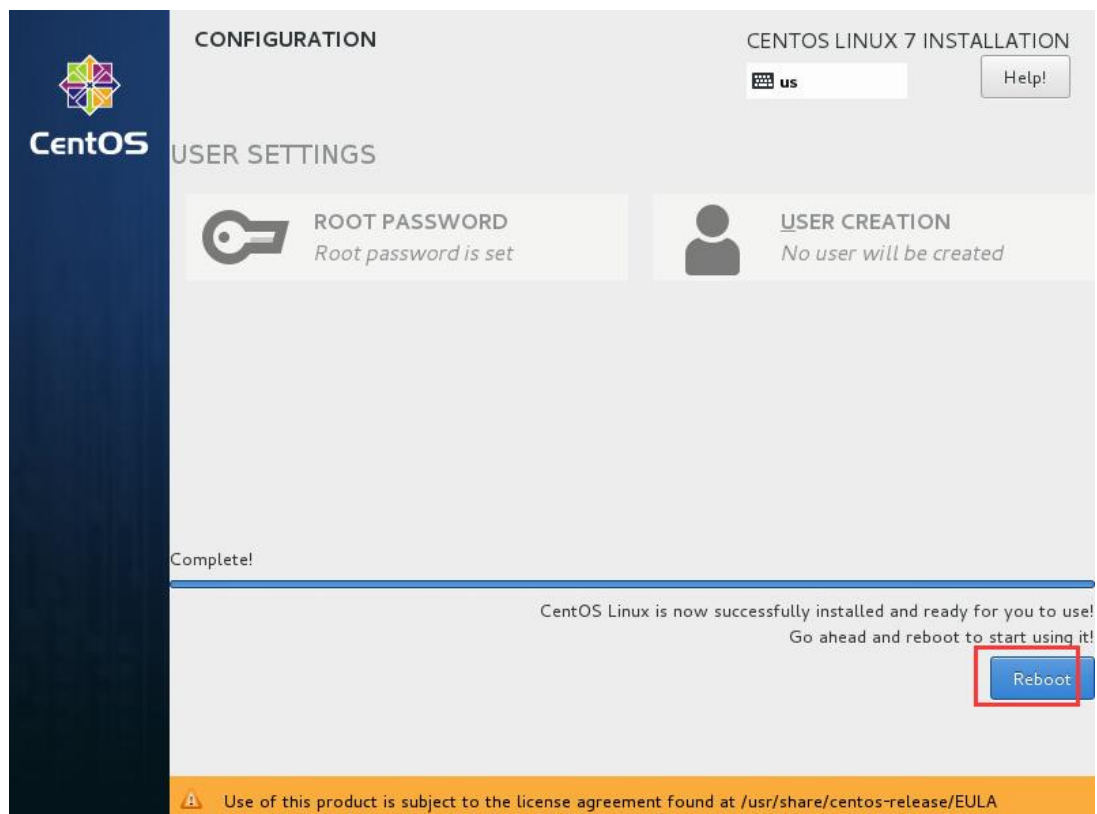 CONFIGURATION
CENTOS LINUX 7 INSTALLATION
us
Help!
CentOS
USER SETTINGS
ROOT PASSWORD
Root password is set
USER CREATION
No user will be created
Complete!
CentOS Linux is now successfully installed and ready for you to use!
Go ahead and reboot to start using it!
Reboot
Use of this product is subject to the license agreement found at /usr/share/centos-release/EULA